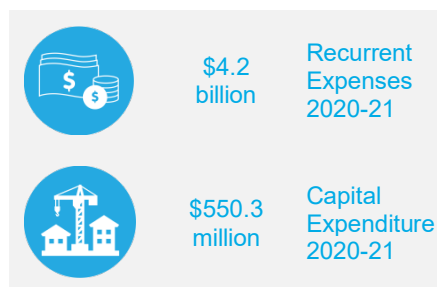 $4.2
billion
Recurrent
Expenses
2020-21
$
$
$550.3
million
Capital
Expenditure
2020-21